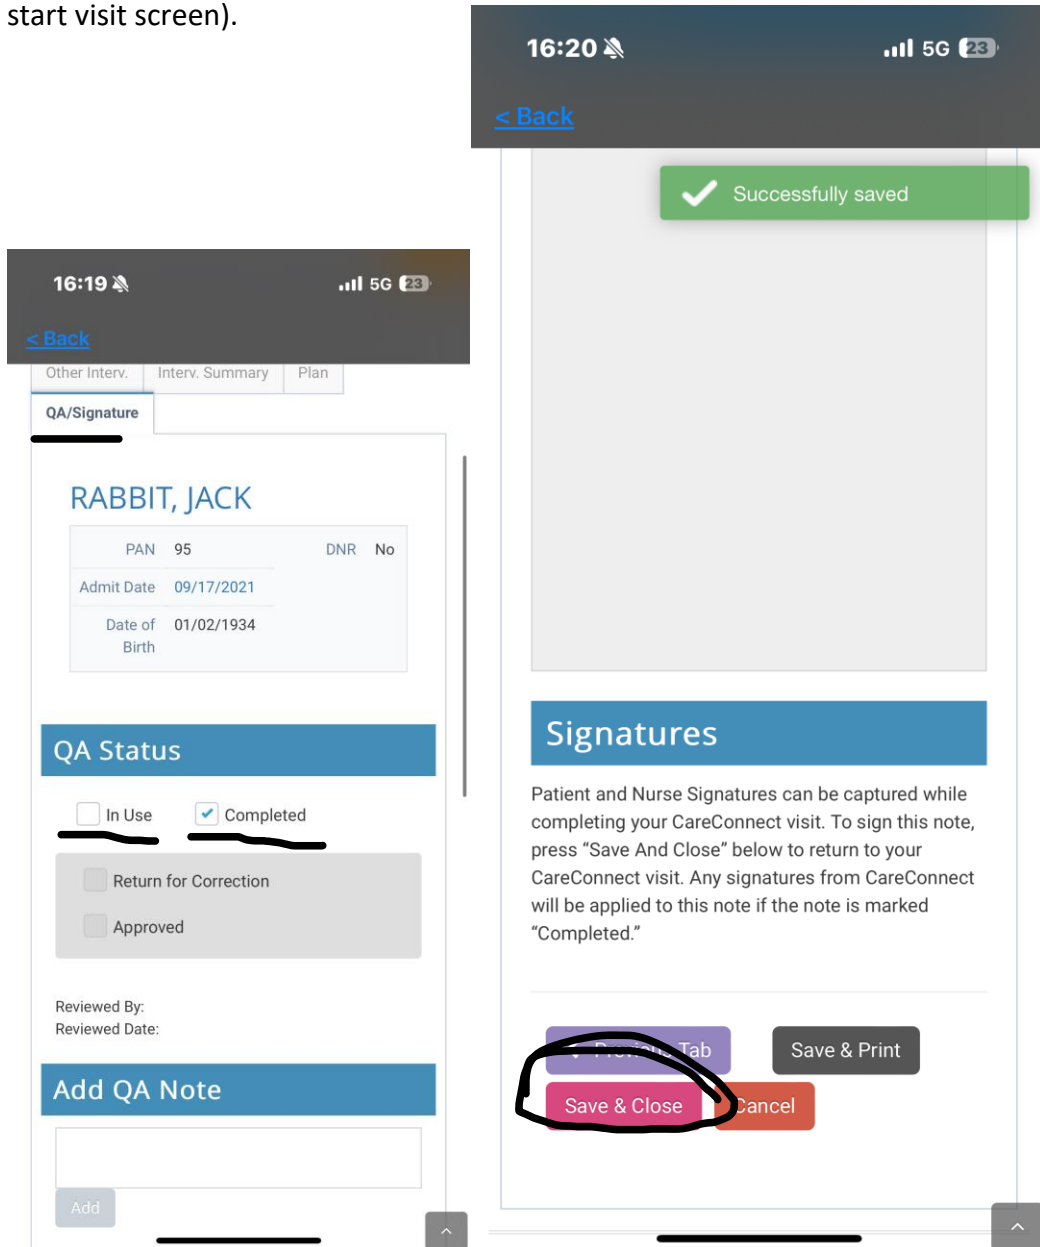 start visit screen).
16:19
5G 23
< Back
Other Interv. Interv. Summary Plan
QA/Signature
RABBIT, JACK
PAN 95 DNR No
Admit Date 09/17/2021
Date of 01/02/1934
Birth
QA Status
In Use Completed
Return for Correction
Approved
Reviewed By:
Reviewed Date:
Add QA Note
Add
16:20
5G 23
< Back
Successfully saved
Signatures
Patient and Nurse Signatures can be captured while
completing your CareConnect visit. To sign this note,
press “Save And Close” below to return to your
CareConnect visit. Any signatures from CareConnect
will be applied to this note if the note is marked
“Completed.”
Previous Tab Save & Print
Save & Close Cancel